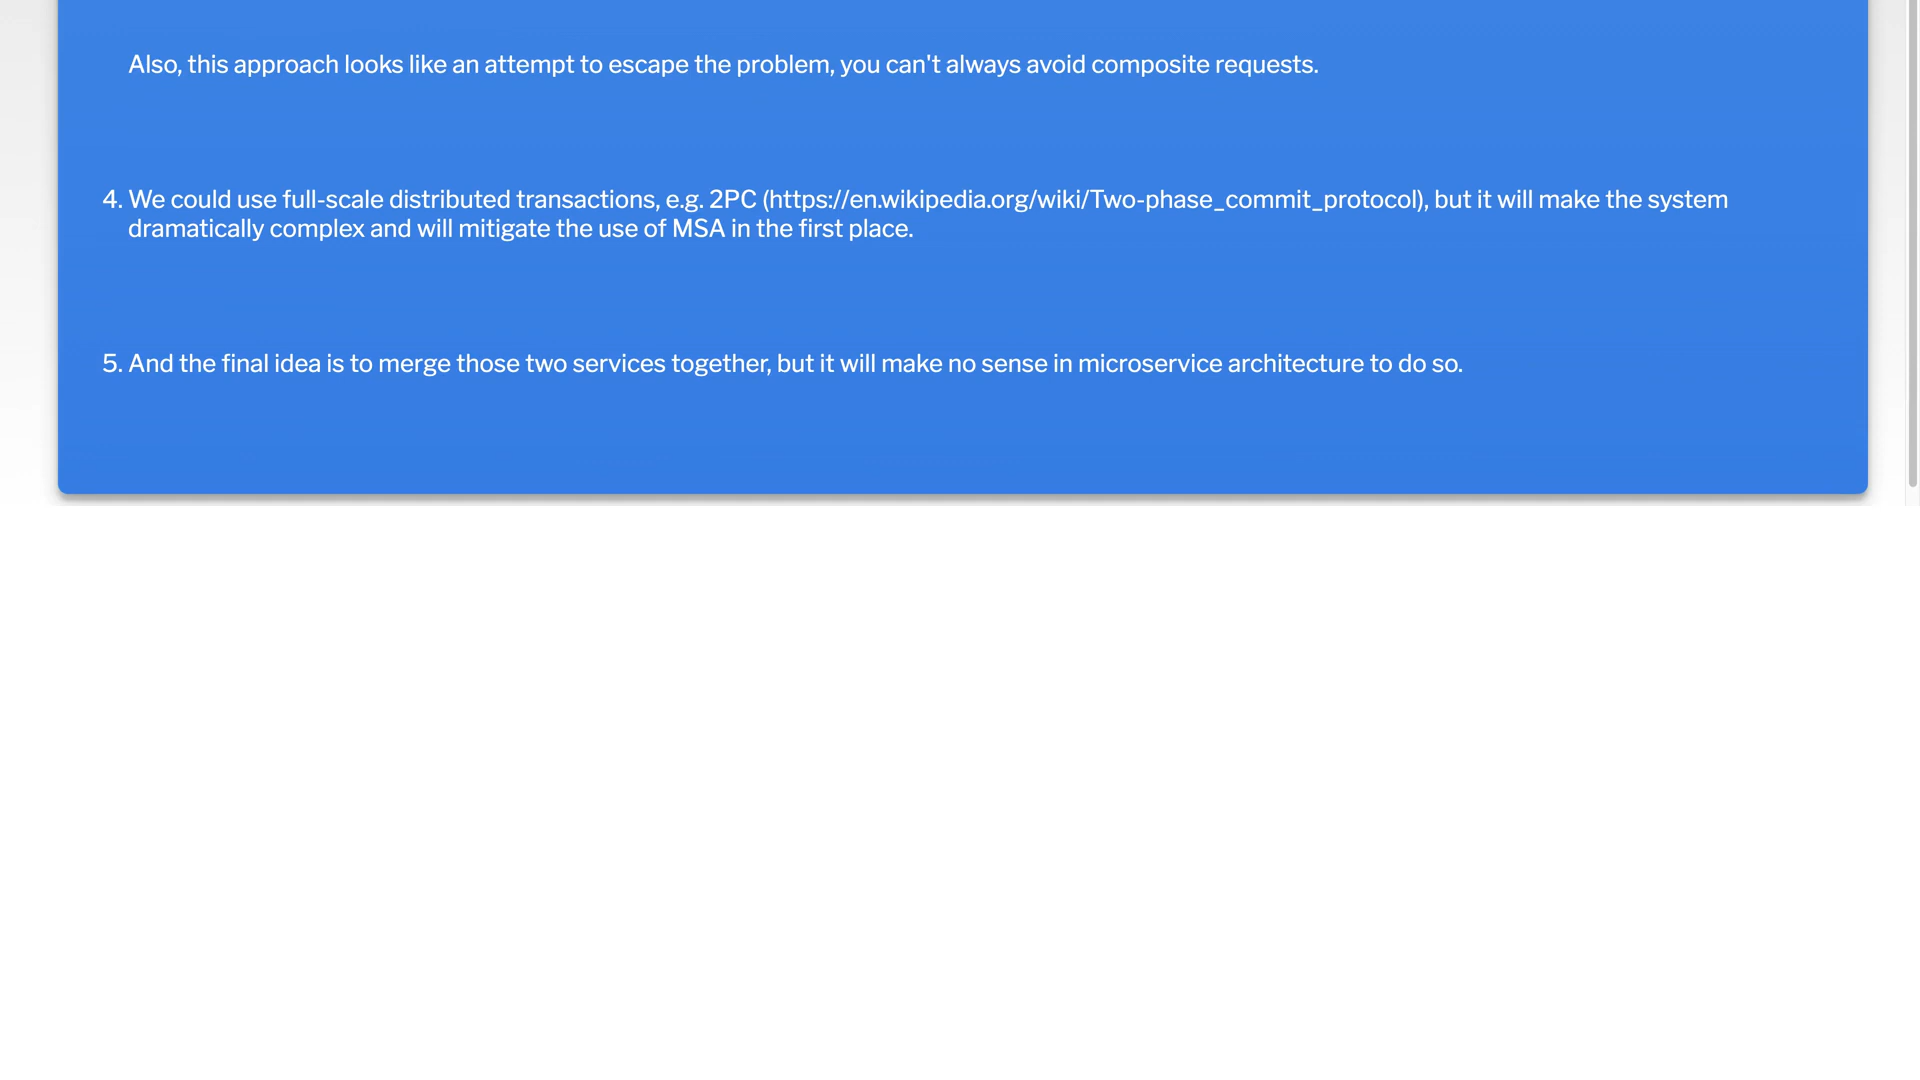 Also, this approach looks like an attempt to escape the problem, you can't always avoid composite requests.
4. We could use full-scale distributed transactions, e.g. 2PC (https://en.wikipedia.org/wiki/Two-phase_commit_protocol), but it will make the system
dramatically complex and will mitigate the use of MSA in the first place.
5. And the final idea is to merge those two services together, but it will make no sense in microservice architecture to do so.